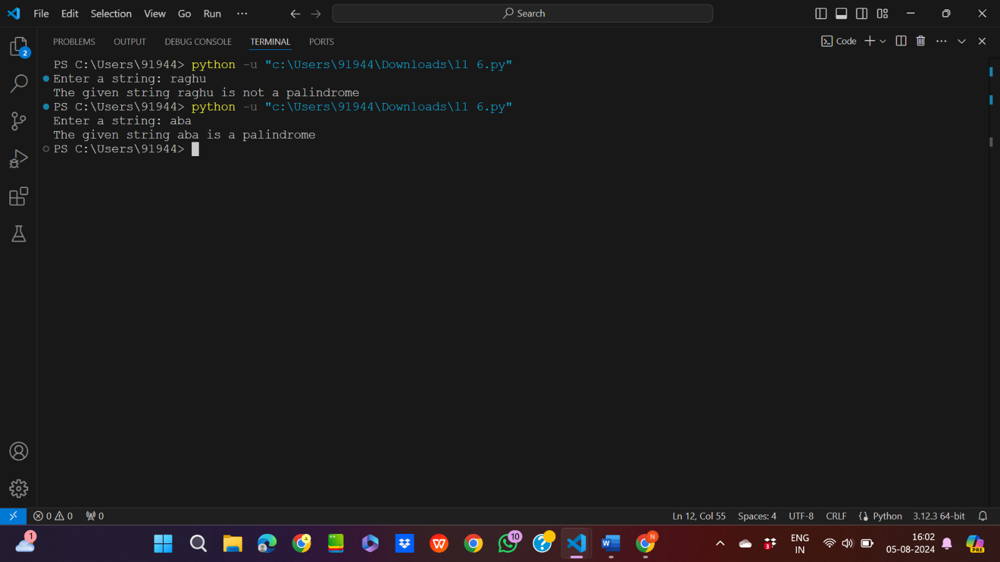 File Edit Selection View Go Run ··· Search
2
PROBLEMS OUTPUT DEBUG CONSOLE TERMINAL PORTS Code
PS C:\Users\91944> python -u "c:\Users\91944\Downloads\l1 6.py"
Enter a string: raghu
The given string raghu is not a palindrome
PS C:\Users\91944> python -u "c:\Users\91944\Downloads\l1 6.py"
Enter a string: aba
The given string aba is a palindrome
PS C:\Users\91944>
0 0 0 Ln 12, Col 55 Spaces: 4 UTF-8 CRLF Python 3.12.3 64-bit
1 W 10 ? W N 3 ENG 16:02
IN 05-08-2024 PRE